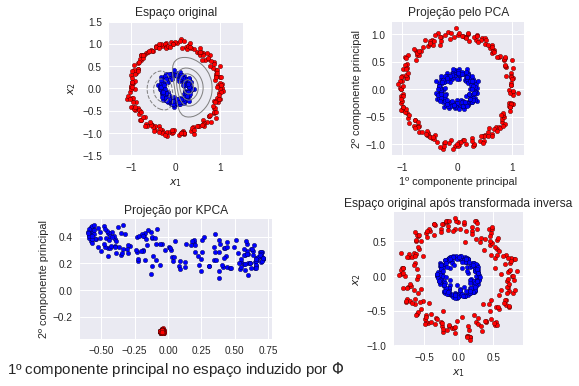 Espaço original
1.5
1.0
0.5
0.0
−0.5
−1.0
−1.5
x₂
−1
0
1
x₁
Projeção pelo PCA
1.0
0.5
0.0
−0.5
−1.0
2º componente principal
−1
0
1
1º componente principal
Projeção por KPCA
0.4
0.2
0.0
−0.2
2º componente principal
−0.50
−0.25
0.00
0.25
0.50
0.75
1º componente principal no espaço induzido por Φ
Espaço original após transformada inversa
0.5
0.0
−0.5
−1.0
x₂
−0.5
0.0
0.5
x₁